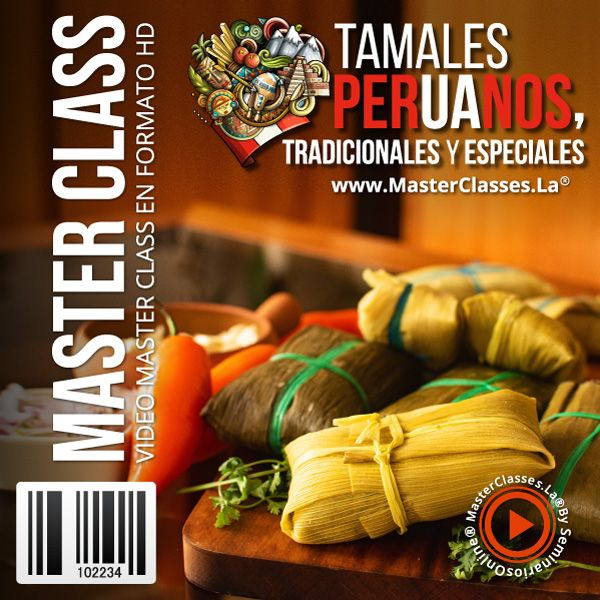 TAMALES
PERUANOS,
TRADICIONALES Y ESPECIALES
www.MasterClasses.La®
MASTER CLASS
VIDEO MASTER CLASS EN FORMATO HD
102234
MasterClasses.La® By SeminariosOnline®